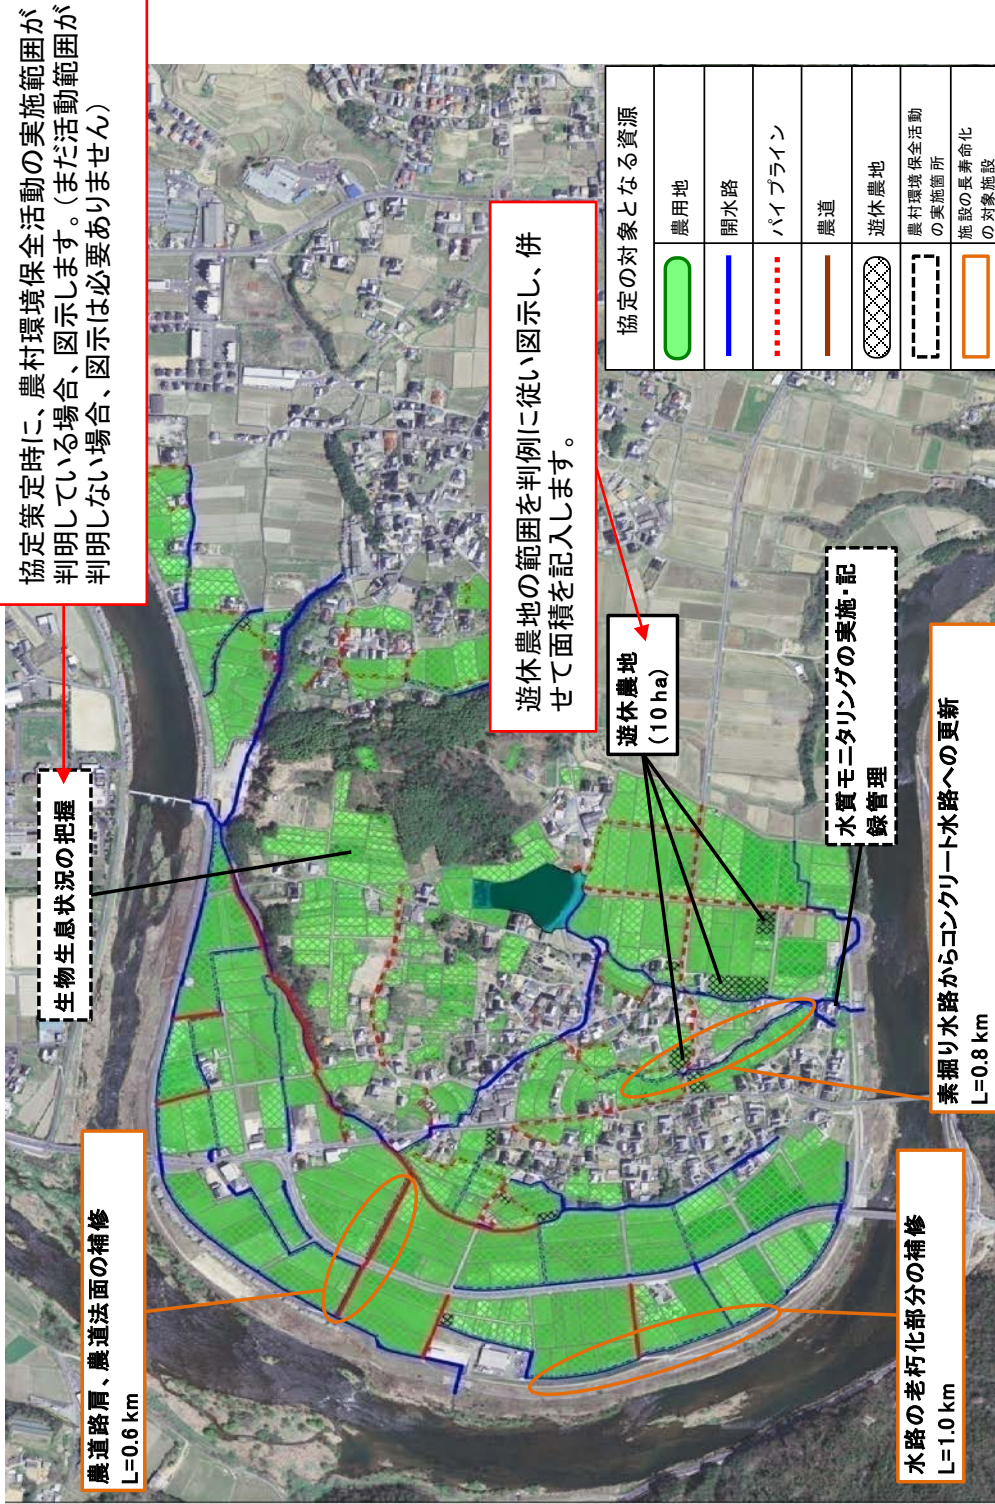 協定策定時に、農村環境保全活動の実施範囲が
判明している場合、図示します。（まだ活動範囲が
判明しない場合、図示は必要ありません）
生物生息状況の把握
農道路肩、農道法面の補修
L=0.6 km
遊休農地の範囲を判例に従い図示し、併
せて面積を記入します。
遊休農地
（10 ha）
水質モニタリングの実施・記
録管理
素掘り水路からコンクリート水路への更新
L=0.8 km
水路の老朽化部分の補修
L=1.0 km
協定の対象となる資源
農用地
開水路
パイプライン
農道
遊休農地
農村環境保全活動
の実施箇所
施設の長寿命化
の対象施設